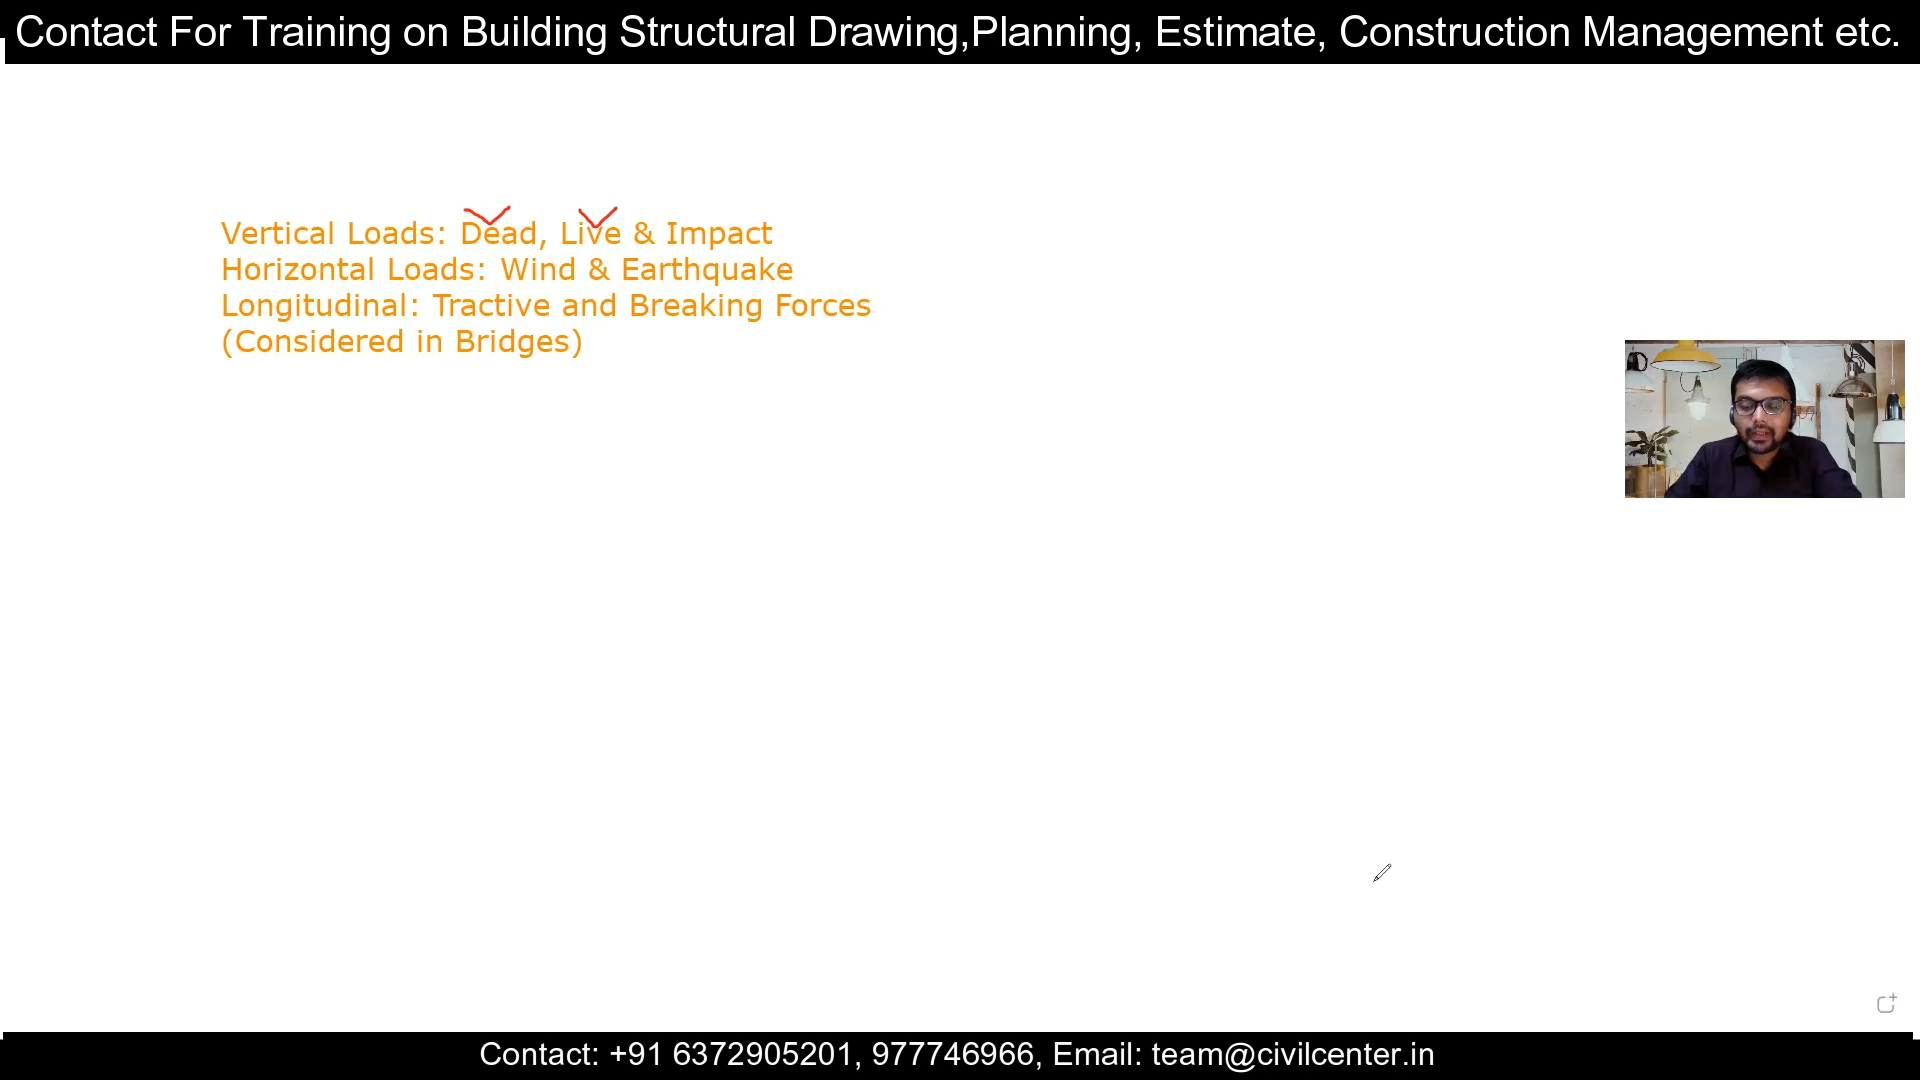 Contact For Training on Building Structural Drawing,Planning, Estimate, Construction Management etc.
Vertical Loads: Dead, Live & Impact
Horizontal Loads: Wind & Earthquake
Longitudinal: Tractive and Breaking Forces
(Considered in Bridges)
Contact: +91 6372905201, 977746966, Email: team@civilcenter.in